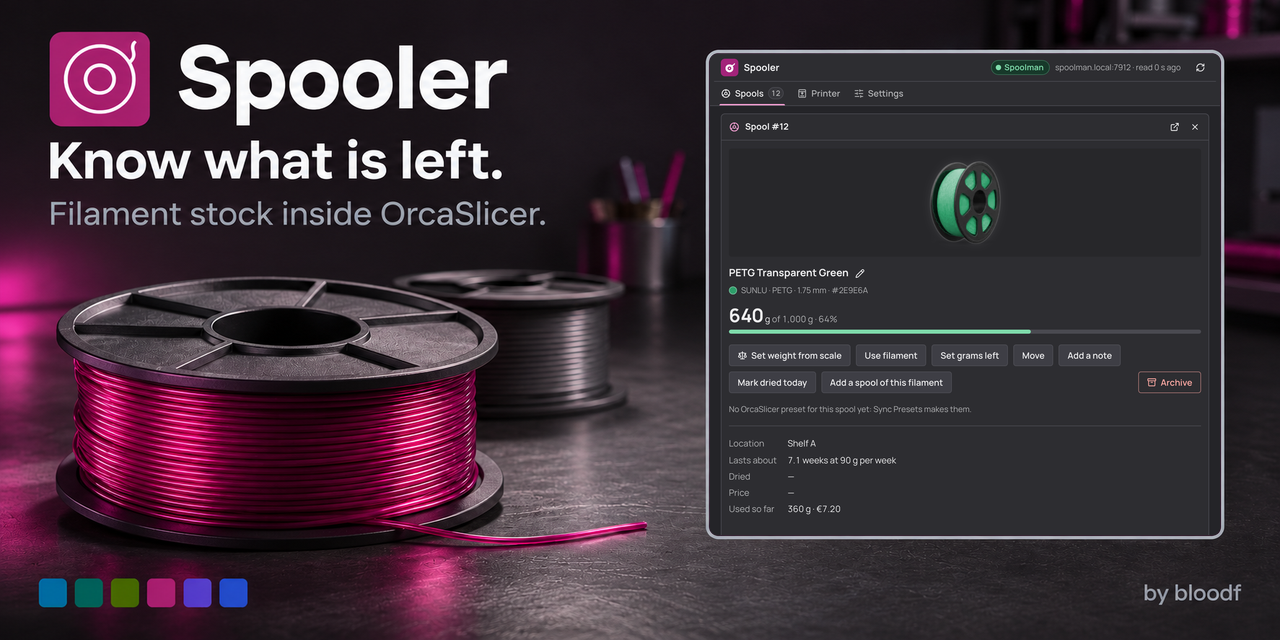 Spooler
Know what is left.
Filament stock inside OrcaSlicer.
Spooler
Spoolman
spoolman.local:7912 · read 0 s ago
Spools 12
Printer
Settings
Spool #12
PETG Transparent Green
SUNLU · PETG · 1.75 mm · #2E9E6A
640 g of 1.000 g · 64%
Set weight from scale
Use filament
Set grams left
Move
Add a note
Mark dried today
Add a spool of this filament
Archive
No OrcaSlicer preset for this spool yet: Sync Presets makes them.
Location Shelf A
Lasts about 7.1 weeks at 90 g per week
Dried —
Price —
Used so far 360 g · €7.20
by bloodf